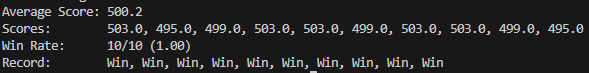 Average Score: 500.2
Scores:        503.0, 495.0, 499.0, 503.0, 503.0, 499.0, 503.0, 503.0, 499.0, 495.0
Win Rate:      10/10 (1.00)
Record:        Win, Win, Win, Win, Win, Win, Win, Win, Win, Win